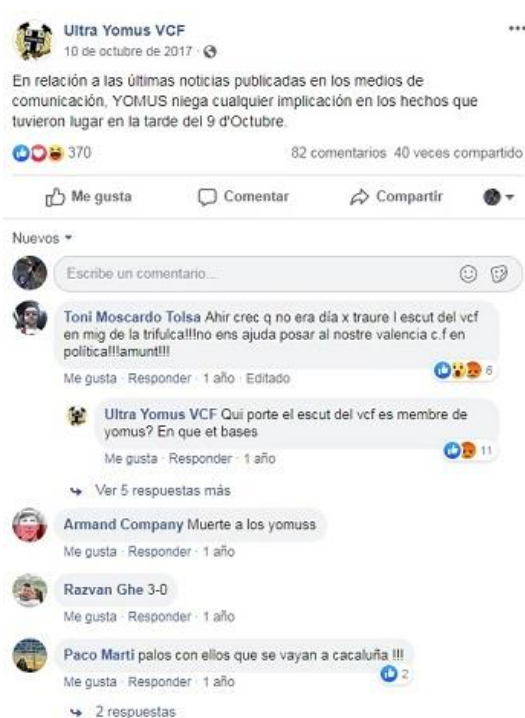 Ultra Yomus VCF
10 de octubre de 2017 ·
En relación a las últimas noticias publicadas en los medios de
comunicación, YOMUS niega cualquier implicación en los hechos que
tuvieron lugar en la tarde del 9 d'Octubre.
370 82 comentarios 40 veces compartido
Me gusta Comentar Compartir
Nuevos
Escribe un comentario...
Toni Moscardo Tolsa Ahir crec q no era día x traure l escut del vcf
en mig de la trifulca!!!no ens ajuda posar al nostre valencia c.f en
política!!!amunt!!!
6
Me gusta · Responder · 1 año · Editado
Ultra Yomus VCF Qui porte el escut del vcf es membre de
yomus? En que et bases
11
Me gusta · Responder · 1 año
Ver 5 respuestas más
Armand Company Muerte a los yomuss
Me gusta · Responder · 1 año
Razvan Ghe 3-0
Me gusta · Responder · 1 año
Paco Marti palos con ellos que se vayan a cacaluña !!!
2
Me gusta · Responder · 1 año
2 respuestas